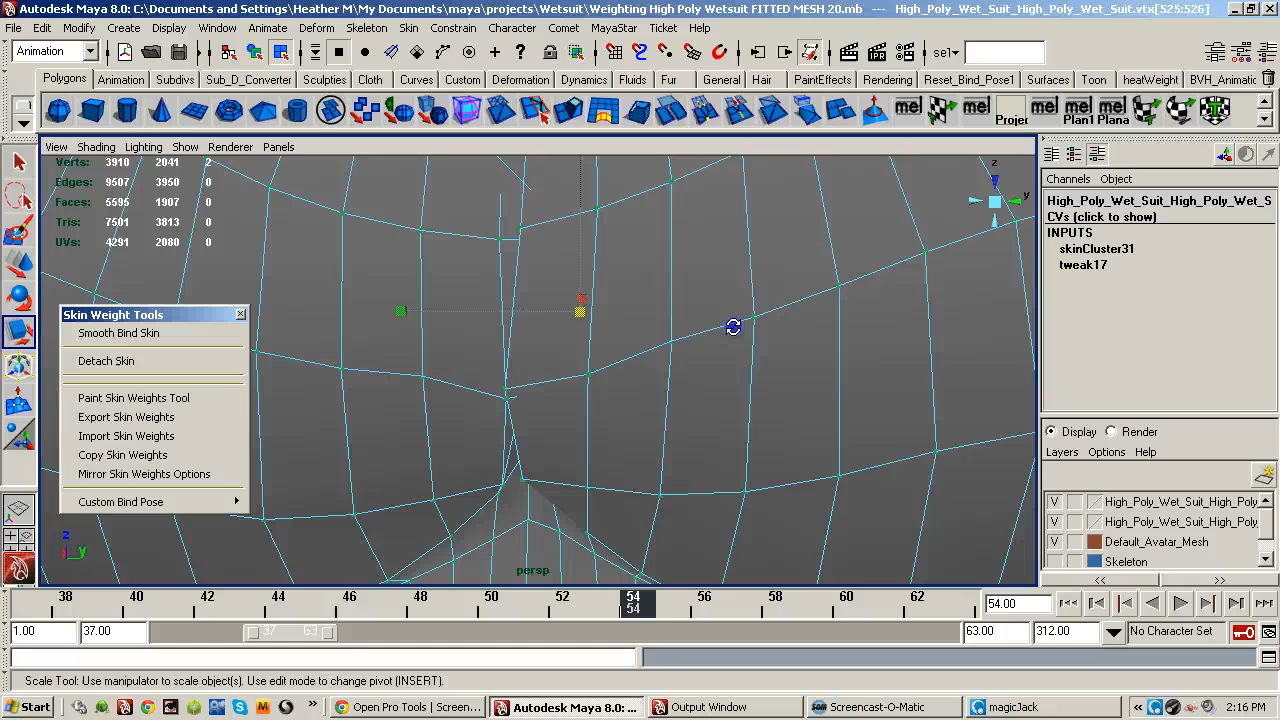 Autodesk Maya 8.0: C:\Documents and Settings\Heather M\My Documents\maya\projects\Wetsuit\Weighting High Poly Wetsuit FITTED MESH 20.mb --- High_Poly_Wet_Suit_High_Poly_Wet_Suit.vtx[525:526]
File Edit Modify Create Display Window Animate Deform Skeleton Skin Constrain Character Comet MayaStar Ticket Help
Animation sel
Polygons Animation Subdivs Sub_D_Converter Sculpties Cloth Curves Custom Deformation Dynamics Fluids Fur General Hair PaintEffects Rendering Reset_Bind_Pose1 Surfaces Toon heatWeight BVH_Animatic
mel mel Projec mel Plan1 mel Plana
View Shading Lighting Show Renderer Panels
Verts: 3910 2041 2
Edges: 9507 3950 0
Faces: 5595 1907 0
Tris: 7501 3813 0
UVs: 4291 2080 0
z
y
Channels Object
High_Poly_Wet_Suit_High_Poly_Wet_S
CVs (click to show)
INPUTS
skinCluster31
tweak17
Skin Weight Tools
Smooth Bind Skin
Detach Skin
Paint Skin Weights Tool
Export Skin Weights
Import Skin Weights
Copy Skin Weights
Mirror Skin Weights Options
Custom Bind Pose
z
x y
persp
Display Render
Layers Options Help
V High_Poly_Wet_Suit_High_Poly
V High_Poly_Wet_Suit_High_Poly
V Default_Avatar_Mesh
Skeleton
<< >>
38 40 42 44 46 48 50 52 54 56 58 60 62
54
54.00
1.00 37.00 37 63 63.00 312.00 No Character Set
Scale Tool: Use manipulator to scale object(s). Use edit mode to change pivot (INSERT).
Start Open Pro Tools | Screen... Autodesk Maya 8.0: ... Output Window Screencast-O-Matic magicJack 2:16 PM